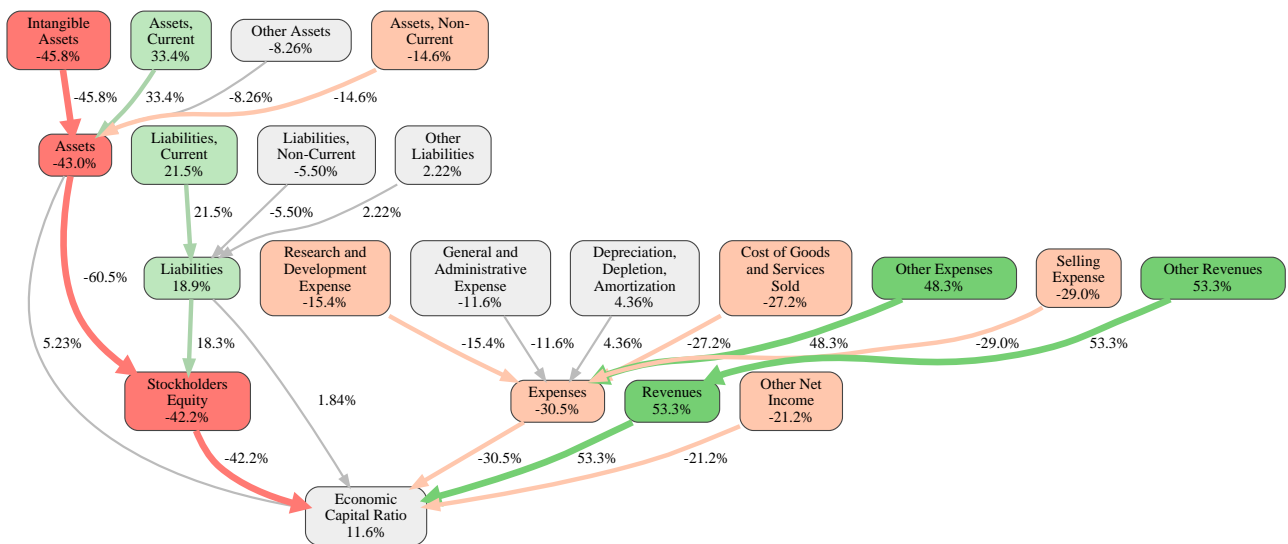 Intangible
Assets
-45.8%
Assets,
Current
33.4%
Other Assets
-8.26%
Assets, Non-
Current
-14.6%
-45.8%
33.4%
-8.26%
-14.6%
Assets
-43.0%
Liabilities,
Current
21.5%
Liabilities,
Non-Current
-5.50%
Other
Liabilities
2.22%
21.5%
-5.50%
2.22%
Liabilities
18.9%
Research and
Development
Expense
-15.4%
General and
Administrative
Expense
-11.6%
Depreciation,
Depletion,
Amortization
4.36%
Cost of Goods
and Services
Sold
-27.2%
Other Expenses
48.3%
Selling
Expense
-29.0%
Other Revenues
53.3%
-60.5%
5.23%
18.3%
-15.4%
-11.6%
4.36%
-27.2%
48.3%
-29.0%
53.3%
Stockholders
Equity
-42.2%
1.84%
Expenses
-30.5%
Revenues
53.3%
Other Net
Income
-21.2%
-42.2%
-30.5%
53.3%
-21.2%
Economic
Capital Ratio
11.6%